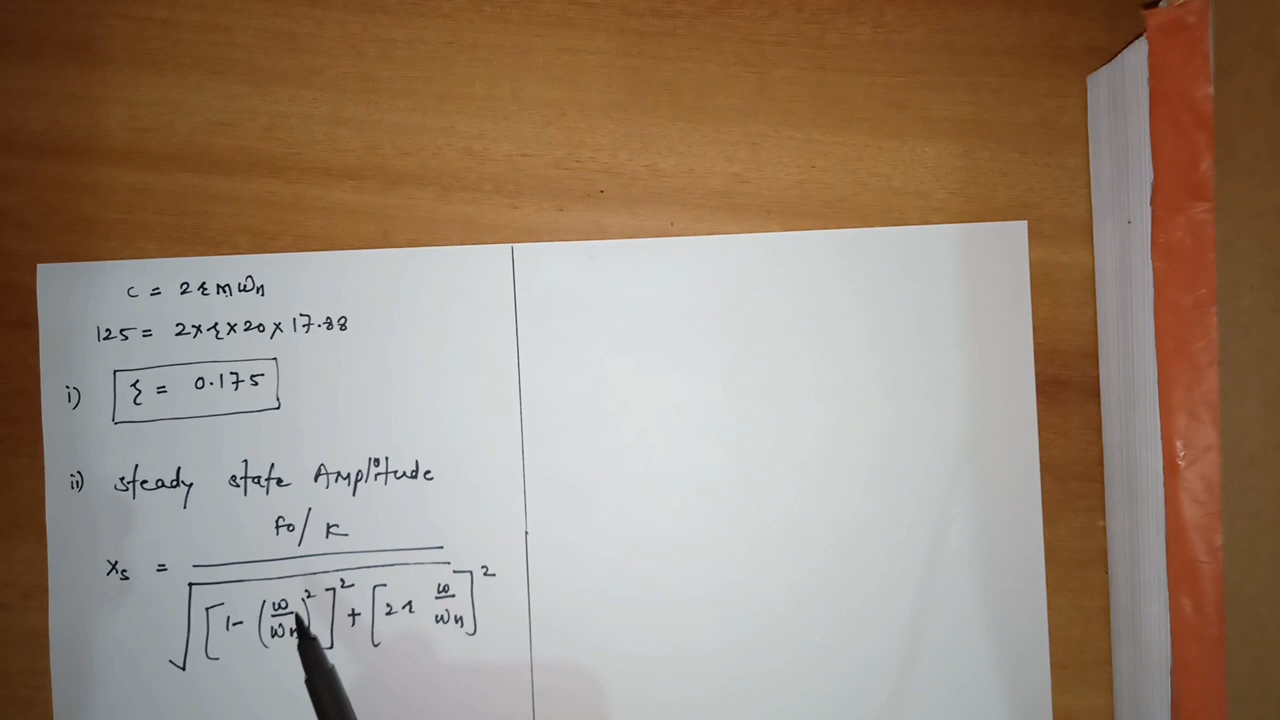 c = 2ξmωn
125 = 2×ξ×20×17.88
i) ξ = 0.175
ii) steady state Amplitude
Fo/K
xs =
√[1-(ω/ωn)²]² + [2ξ ω/ωn]²